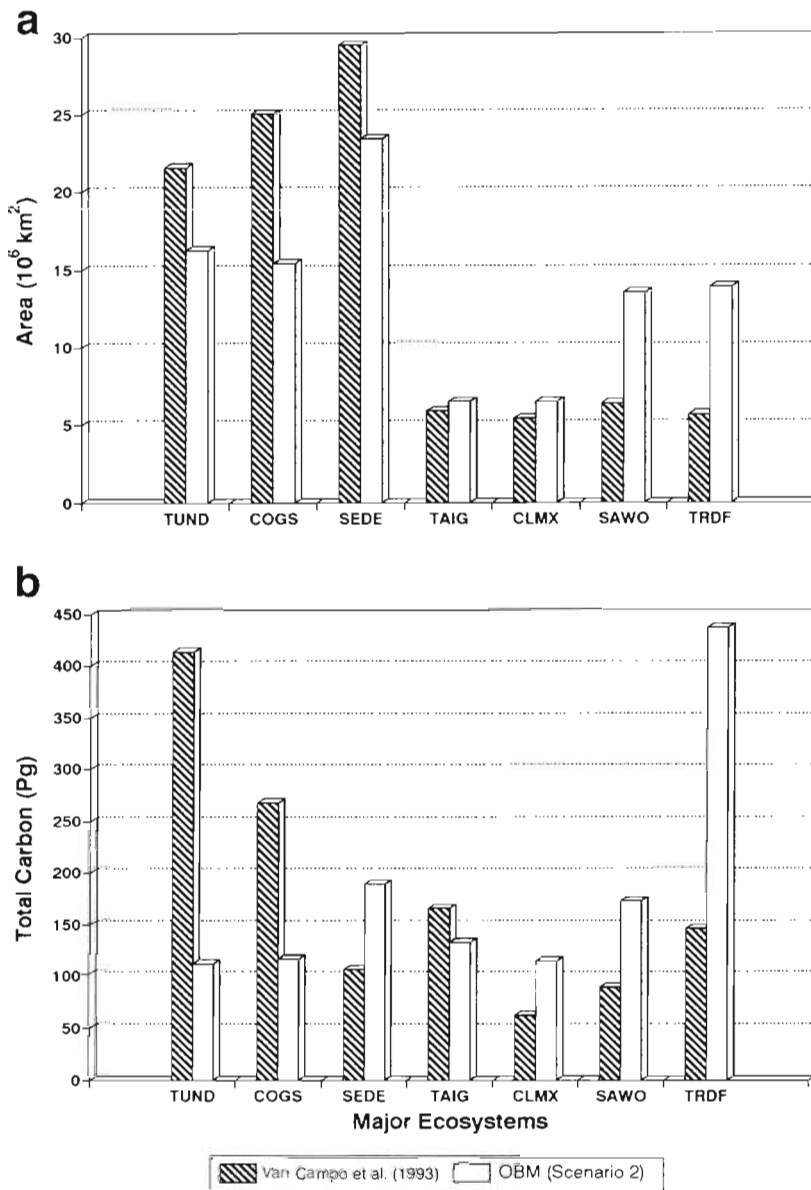 a
30
25
20
15
10
5
0
Area (10⁶ km²)
TUND COGS SEDE TAIG CLMX SAWO TRDF
b
450
400
350
300
250
200
150
100
50
0
Total Carbon (Pg)
TUND COGS SEDE TAIG CLMX SAWO TRDF
Major Ecosystems
Van Campo et al. (1993) OBM (Scenario 2)